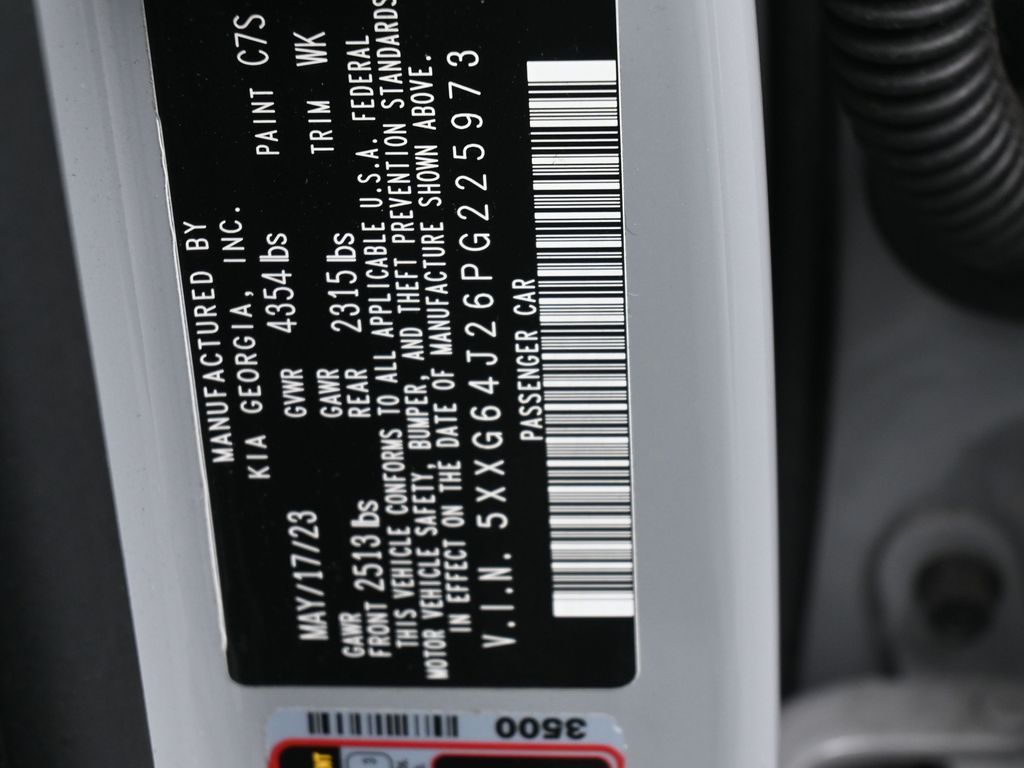 MANUFACTURED BY
KIA GEORGIA, INC.
PAINT C7S
MAY/17/23
GVWR 4354 lbs
TRIM WK
GAWR
FRONT 2513 lbs
GAWR
REAR 2315 lbs
THIS VEHICLE CONFORMS TO ALL APPLICABLE U.S.A. FEDERAL
MOTOR VEHICLE SAFETY, BUMPER, AND THEFT PREVENTION STANDARDS
IN EFFECT ON THE DATE OF MANUFACTURE SHOWN ABOVE.
V.I.N. 5XXG64J26PG225973
PASSENGER CAR
3500